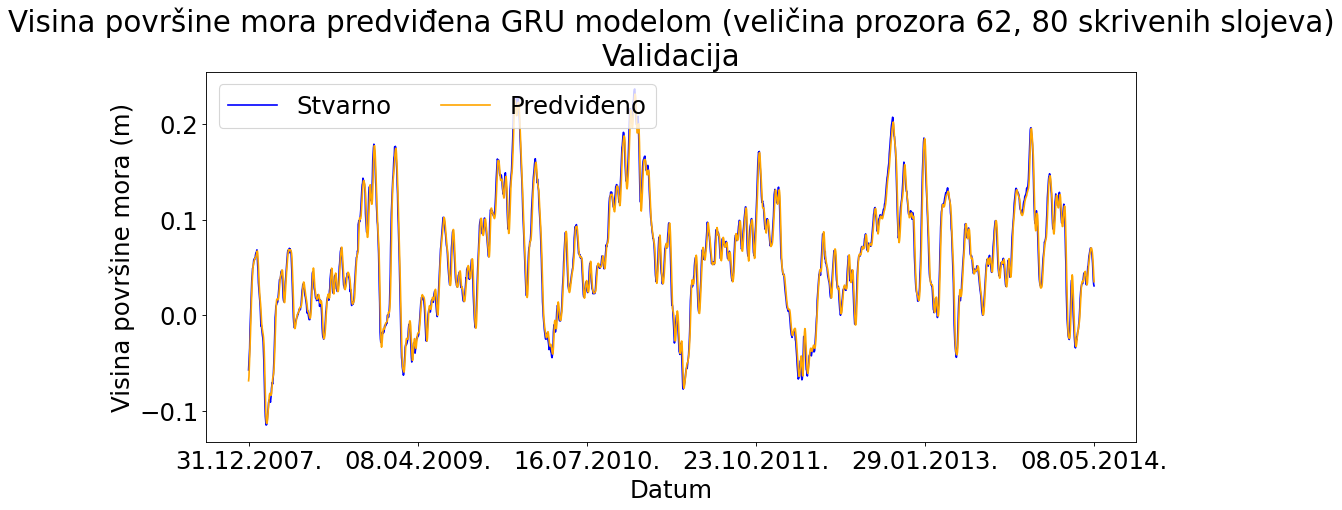 Visina površine mora predviđena GRU modelom (veličina prozora 62, 80 skrivenih slojeva)
Validacija
Stvarno Predviđeno
Visina površine mora (m)
0.2
0.1
0.0
−0.1
31.12.2007. 08.04.2009. 16.07.2010. 23.10.2011. 29.01.2013. 08.05.2014.
Datum